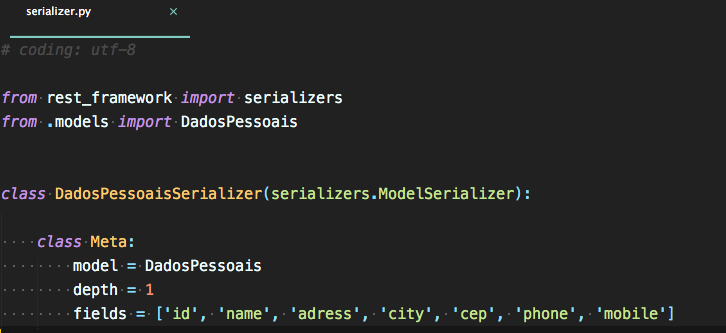 serializer.py ×
# coding: utf-8
from rest_framework import serializers
from .models import DadosPessoais
class DadosPessoaisSerializer(serializers.ModelSerializer):
class Meta:
model = DadosPessoais
depth = 1
fields = ['id', 'name', 'adress', 'city', 'cep', 'phone', 'mobile']